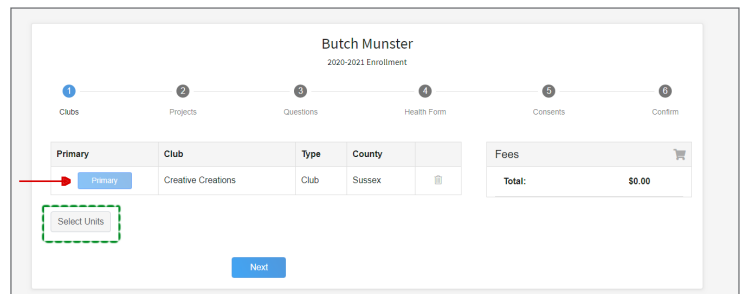 Butch Munster
2020-2021 Enrollment
1 2 3 4 5 6
Clubs Projects Questions Health Form Consents Confirm
Primary Club Type County
Primary Creative Creations Club Sussex
Fees
Total: $0.00
Select Units
Next